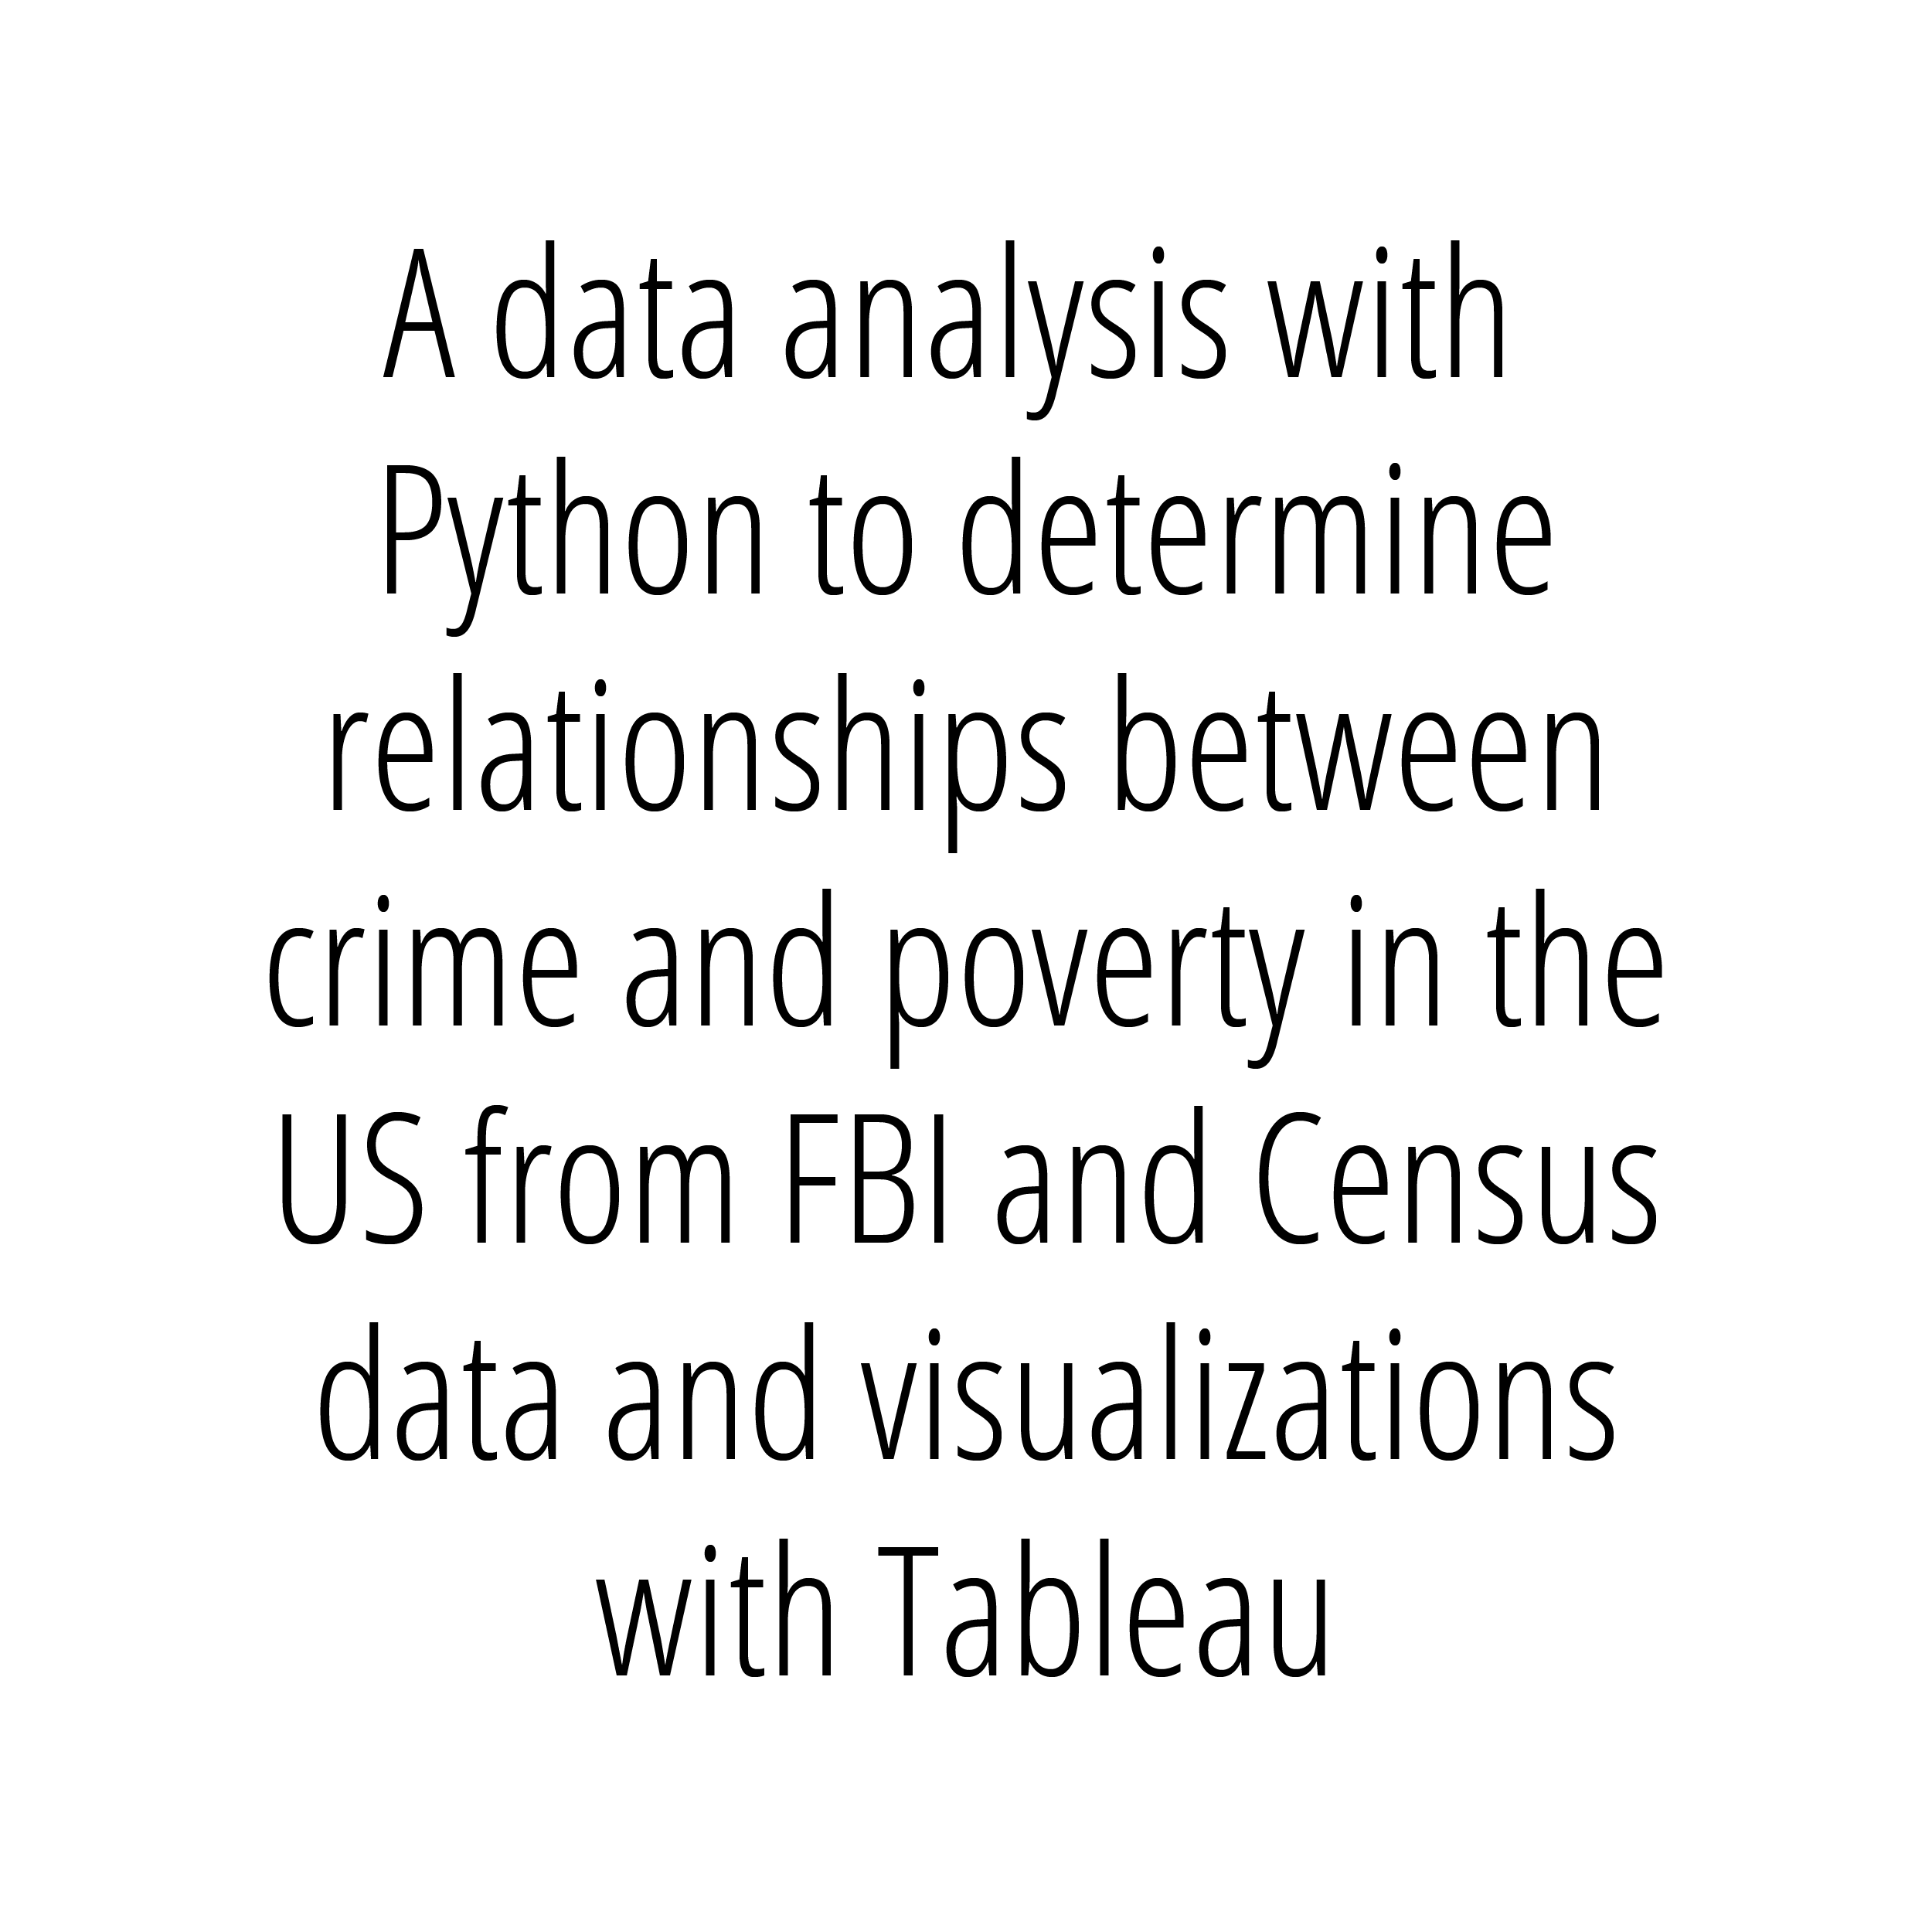 A data analysis with
Python to determine
relationships between
crime and poverty in the
US from FBI and Census
data and visualizations
with Tableau